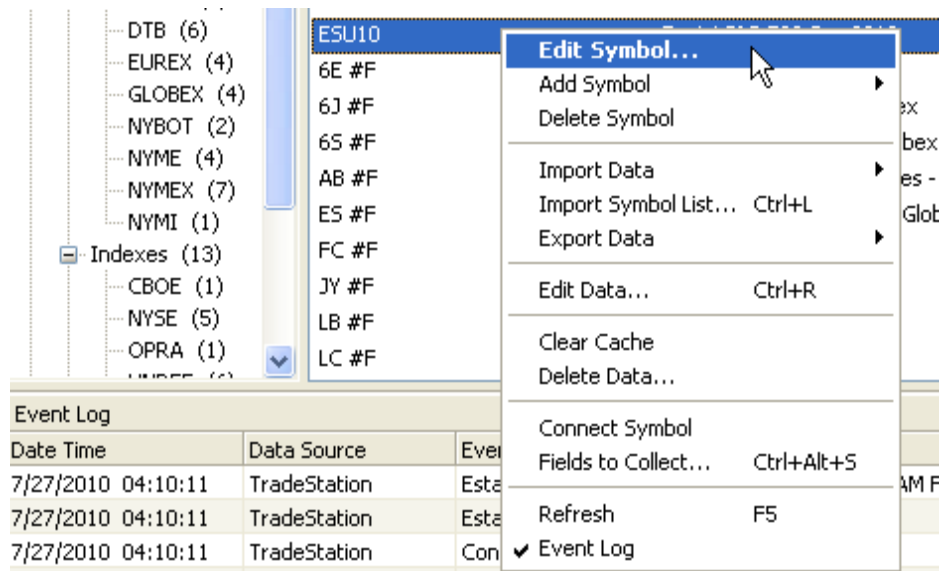 DTB (6)
EUREX (4)
GLOBEX (4)
NYBOT (2)
NYME (4)
NYMEX (7)
NYMI (1)
Indexes (13)
CBOE (1)
NYSE (5)
OPRA (1)
ESU10
6E #F
6J #F
6S #F
AB #F
ES #F
FC #F
JY #F
LB #F
LC #F
Edit Symbol...
Add Symbol
Delete Symbol
Import Data
Import Symbol List... Ctrl+L
Export Data
Edit Data... Ctrl+R
Clear Cache
Delete Data...
Connect Symbol
Fields to Collect... Ctrl+Alt+S
Refresh F5
Event Log
Event Log
Date Time Data Source
7/27/2010 04:10:11 TradeStation
7/27/2010 04:10:11 TradeStation
7/27/2010 04:10:11 TradeStation